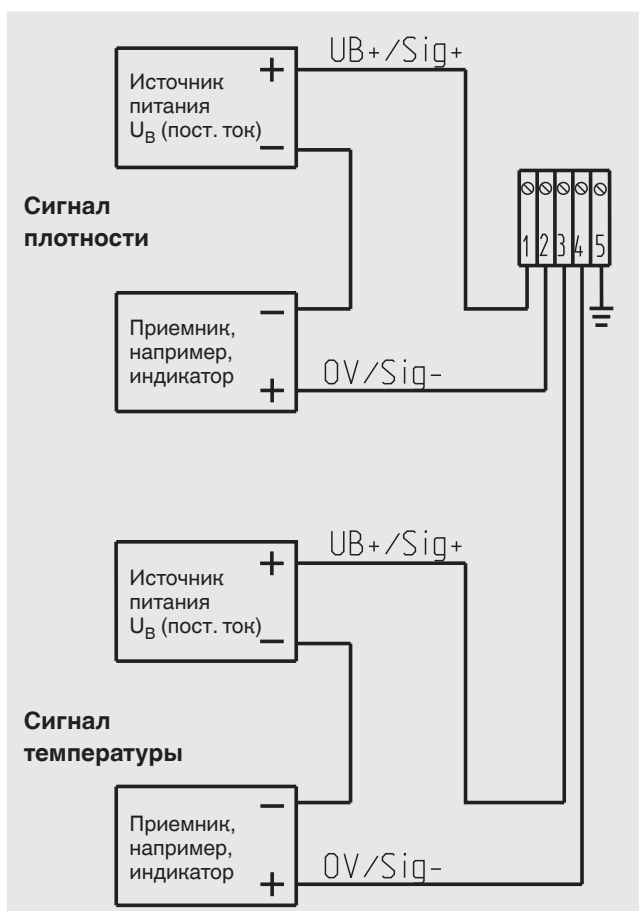 UB+/Sig+
+
Источник
питания
U_B (пост. ток)
−
Сигнал
плотности
1 2 3 4 5
−
Приемник,
например,
индикатор
+
0V/Sig-
UB+/Sig+
+
Источник
питания
U_B (пост. ток)
−
Сигнал
температуры
−
Приемник,
например,
индикатор
+
0V/Sig-